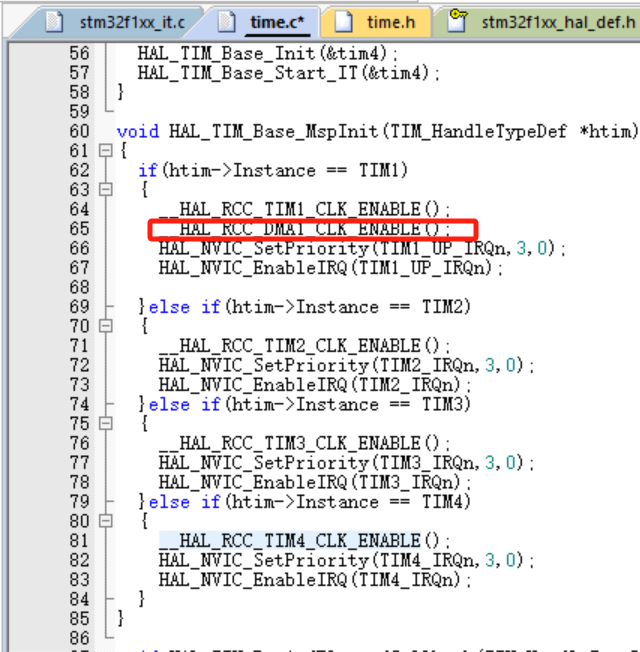 stm32f1xx_it.c time.c* time.h stm32f1xx_hal_def.h
56 HAL_TIM_Base_Init(&tim4);
57 HAL_TIM_Base_Start_IT(&tim4);
58 }
59
60 void HAL_TIM_Base_MspInit(TIM_HandleTypeDef *htim)
61 {
62 if(htim->Instance == TIM1)
63 {
64 __HAL_RCC_TIM1_CLK_ENABLE();
65 __HAL_RCC_DMA1_CLK_ENABLE();
66 HAL_NVIC_SetPriority(TIM1_UP_IRQn,3,0);
67 HAL_NVIC_EnableIRQ(TIM1_UP_IRQn);
68
69 }else if(htim->Instance == TIM2)
70 {
71 __HAL_RCC_TIM2_CLK_ENABLE();
72 HAL_NVIC_SetPriority(TIM2_IRQn,3,0);
73 HAL_NVIC_EnableIRQ(TIM2_IRQn);
74 }else if(htim->Instance == TIM3)
75 {
76 __HAL_RCC_TIM3_CLK_ENABLE();
77 HAL_NVIC_SetPriority(TIM3_IRQn,3,0);
78 HAL_NVIC_EnableIRQ(TIM3_IRQn);
79 }else if(htim->Instance == TIM4)
80 {
81 __HAL_RCC_TIM4_CLK_ENABLE();
82 HAL_NVIC_SetPriority(TIM4_IRQn,3,0);
83 HAL_NVIC_EnableIRQ(TIM4_IRQn);
84 }
85 }
86